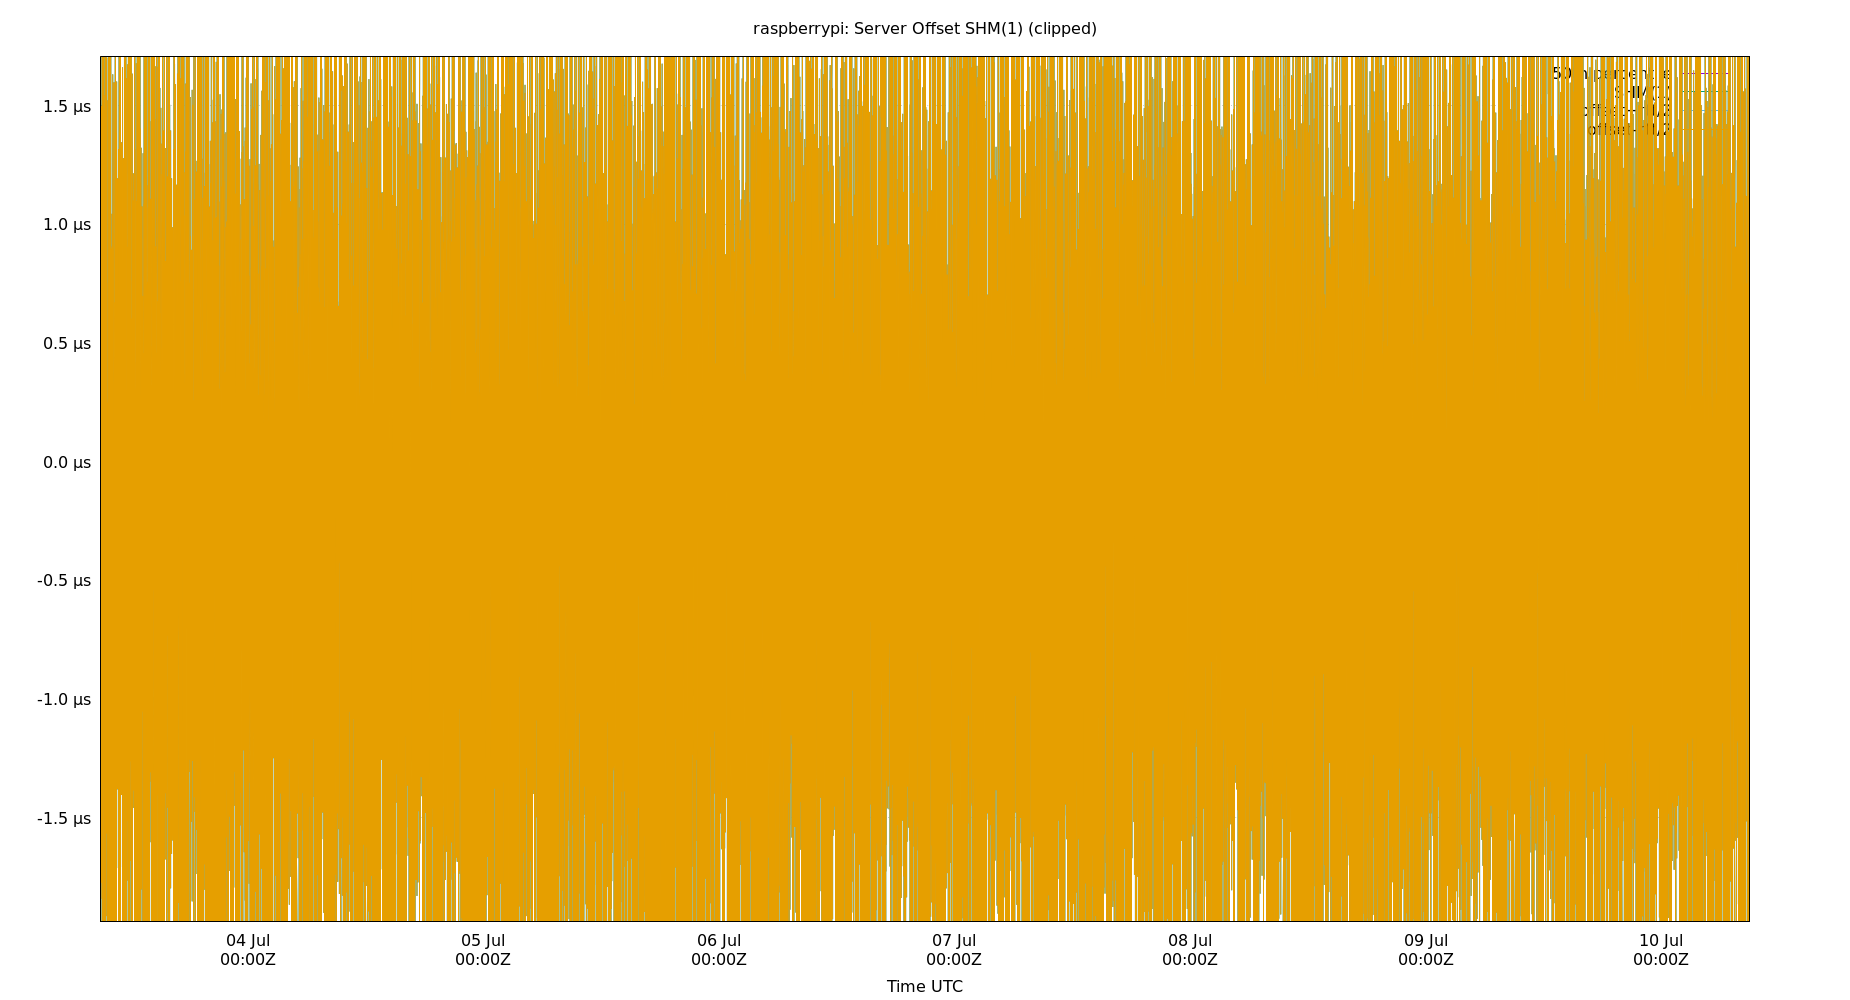 raspberrypi: Server Offset SHM(1) (clipped)
1.5 µs
1.0 µs
0.5 µs
0.0 µs
-0.5 µs
-1.0 µs
-1.5 µs
04 Jul 05 Jul 06 Jul 07 Jul 08 Jul 09 Jul 10 Jul
00:00Z 00:00Z 00:00Z 00:00Z 00:00Z 00:00Z 00:00Z
Time UTC